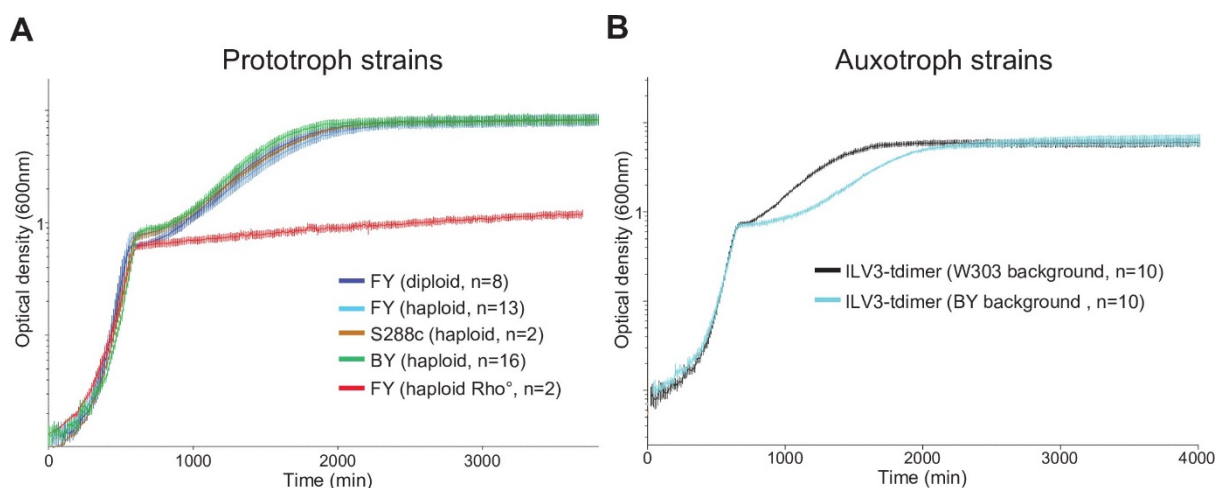 A
Prototroph strains
Optical density (600nm)
1
FY (diploid, n=8)
FY (haploid, n=13)
S288c (haploid, n=2)
BY (haploid, n=16)
FY (haploid Rho°, n=2)
0
1000
2000
3000
Time (min)
B
Auxotroph strains
Optical density (600nm)
1
ILV3-tdimer (W303 background, n=10)
ILV3-tdimer (BY background , n=10)
0
1000
2000
3000
4000
Time (min)